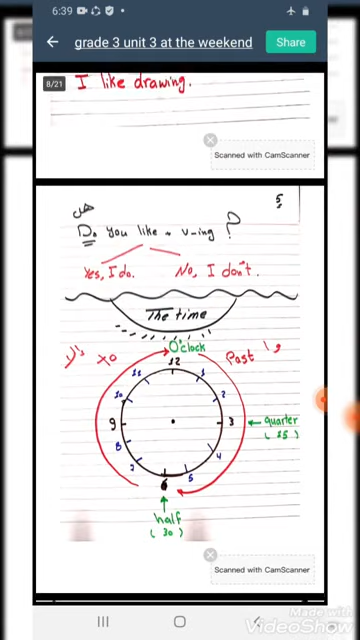 6:39
grade 3 unit 3 at the weekend
Share
8/21
I like drawing.
Scanned with CamScanner
5
هل
Do you like ~ v-ing ?
Yes, I do. No, I don't.
The time
O'clock
to
Past و
12
11 1
10 2
9 3
quarter
(15)
8 4
7 5
6
half
(30)
Scanned with CamScanner
Made with
VideoShow